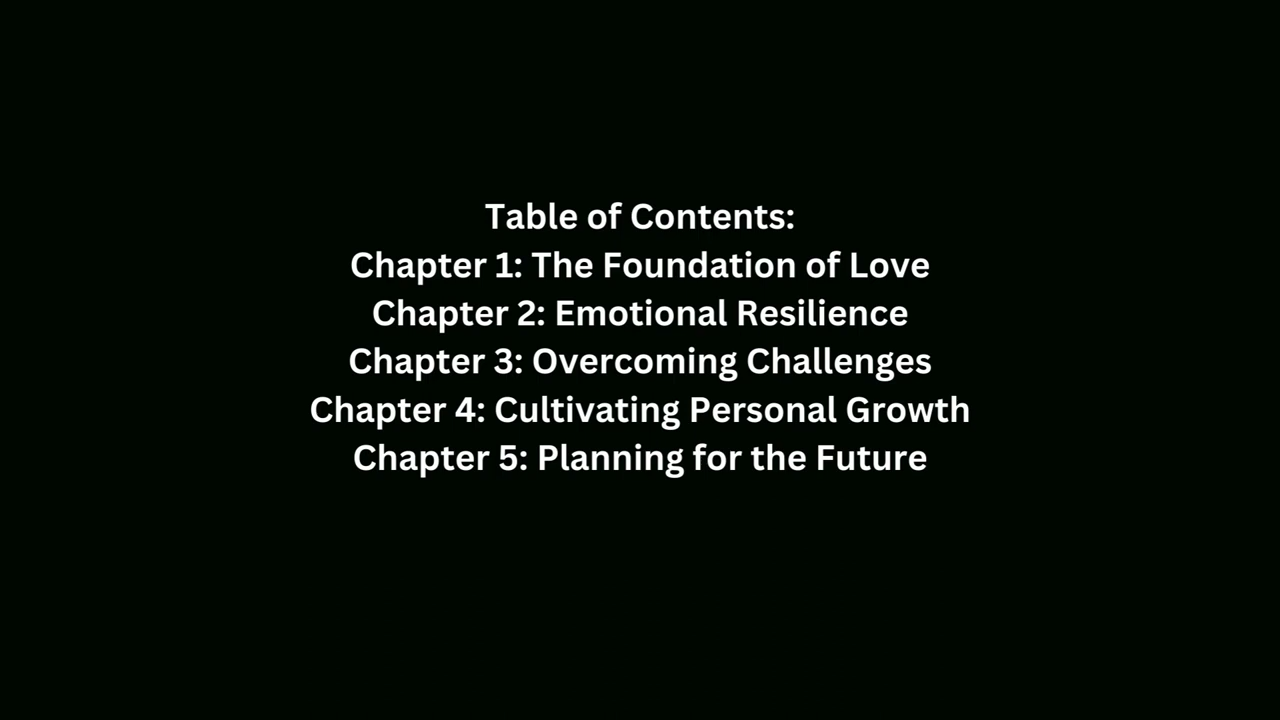 Table of Contents:
Chapter 1: The Foundation of Love
Chapter 2: Emotional Resilience
Chapter 3: Overcoming Challenges
Chapter 4: Cultivating Personal Growth
Chapter 5: Planning for the Future